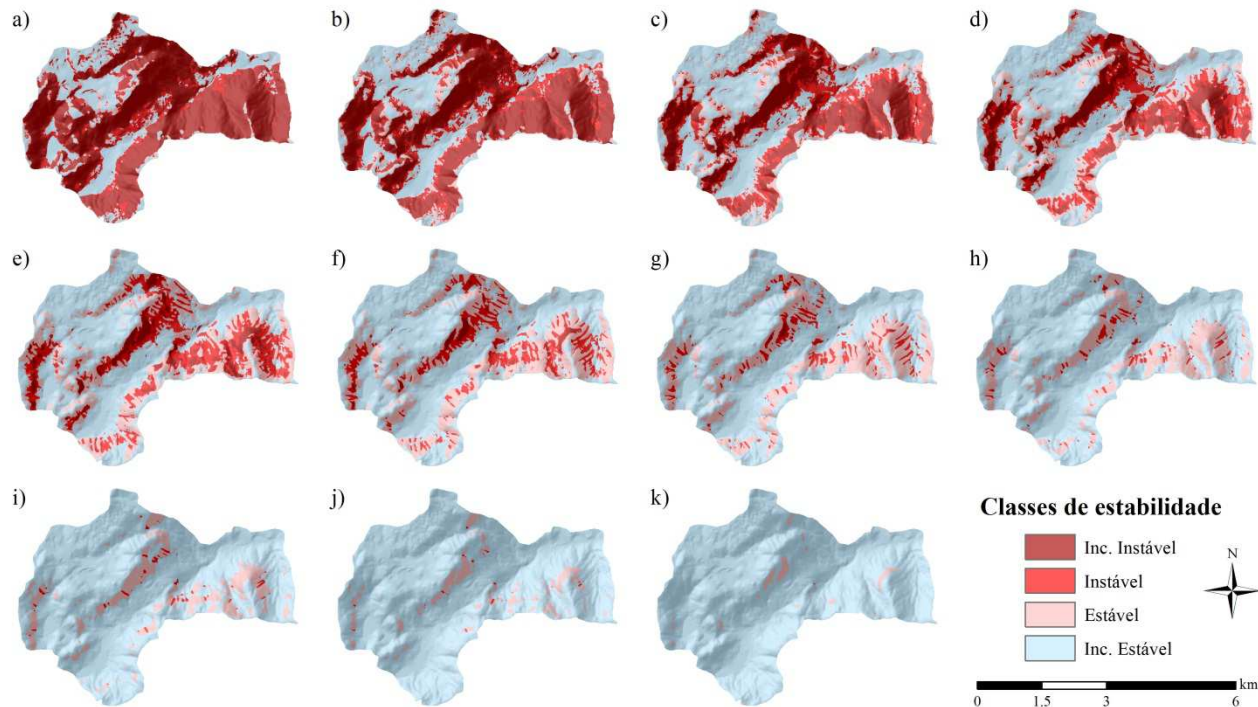 a)
b)
c)
d)
e)
f)
g)
h)
i)
j)
k)
Classes de estabilidade
Inc. Instável
Instável
Estável
Inc. Estável
N
km
0 1.5 3 6